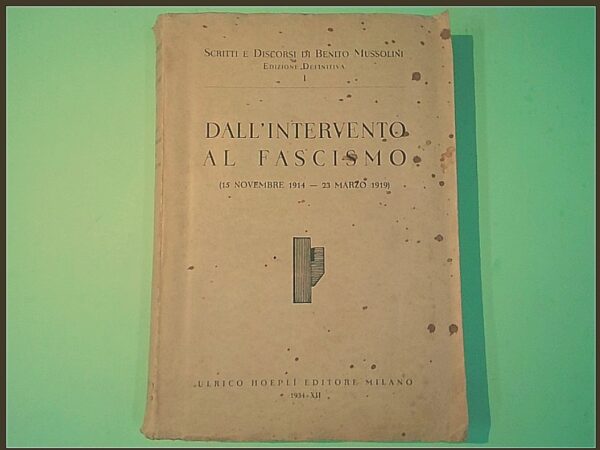 Scritti e Discorsi di Benito Mussolini
Edizione Definitiva
I
DALL'INTERVENTO
AL FASCISMO
(15 NOVEMBRE 1914 — 23 MARZO 1919)
ULRICO HOEPLI EDITORE MILANO
1934-XII